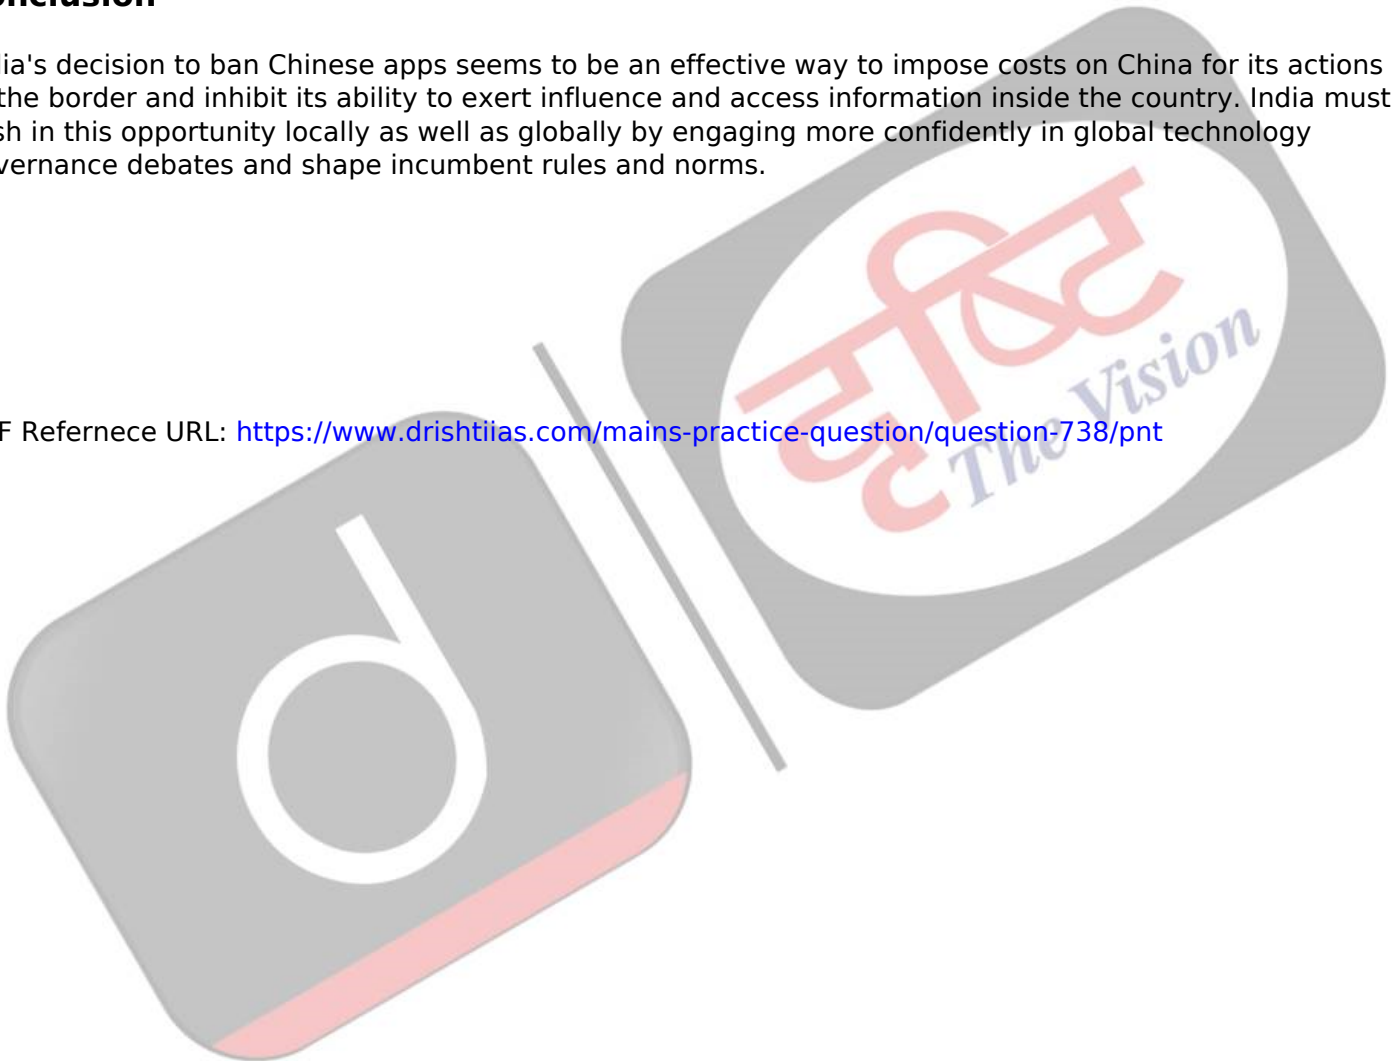 onclusion
dia's decision to ban Chinese apps seems to be an effective way to impose costs on China for its actions
the border and inhibit its ability to exert influence and access information inside the country. India must
sh in this opportunity locally as well as globally by engaging more confidently in global technology
vernance debates and shape incumbent rules and norms.
दृष्टि
The Vision
F Refernece URL: https://www.drishtiias.com/mains-practice-question/question-738/pnt
d